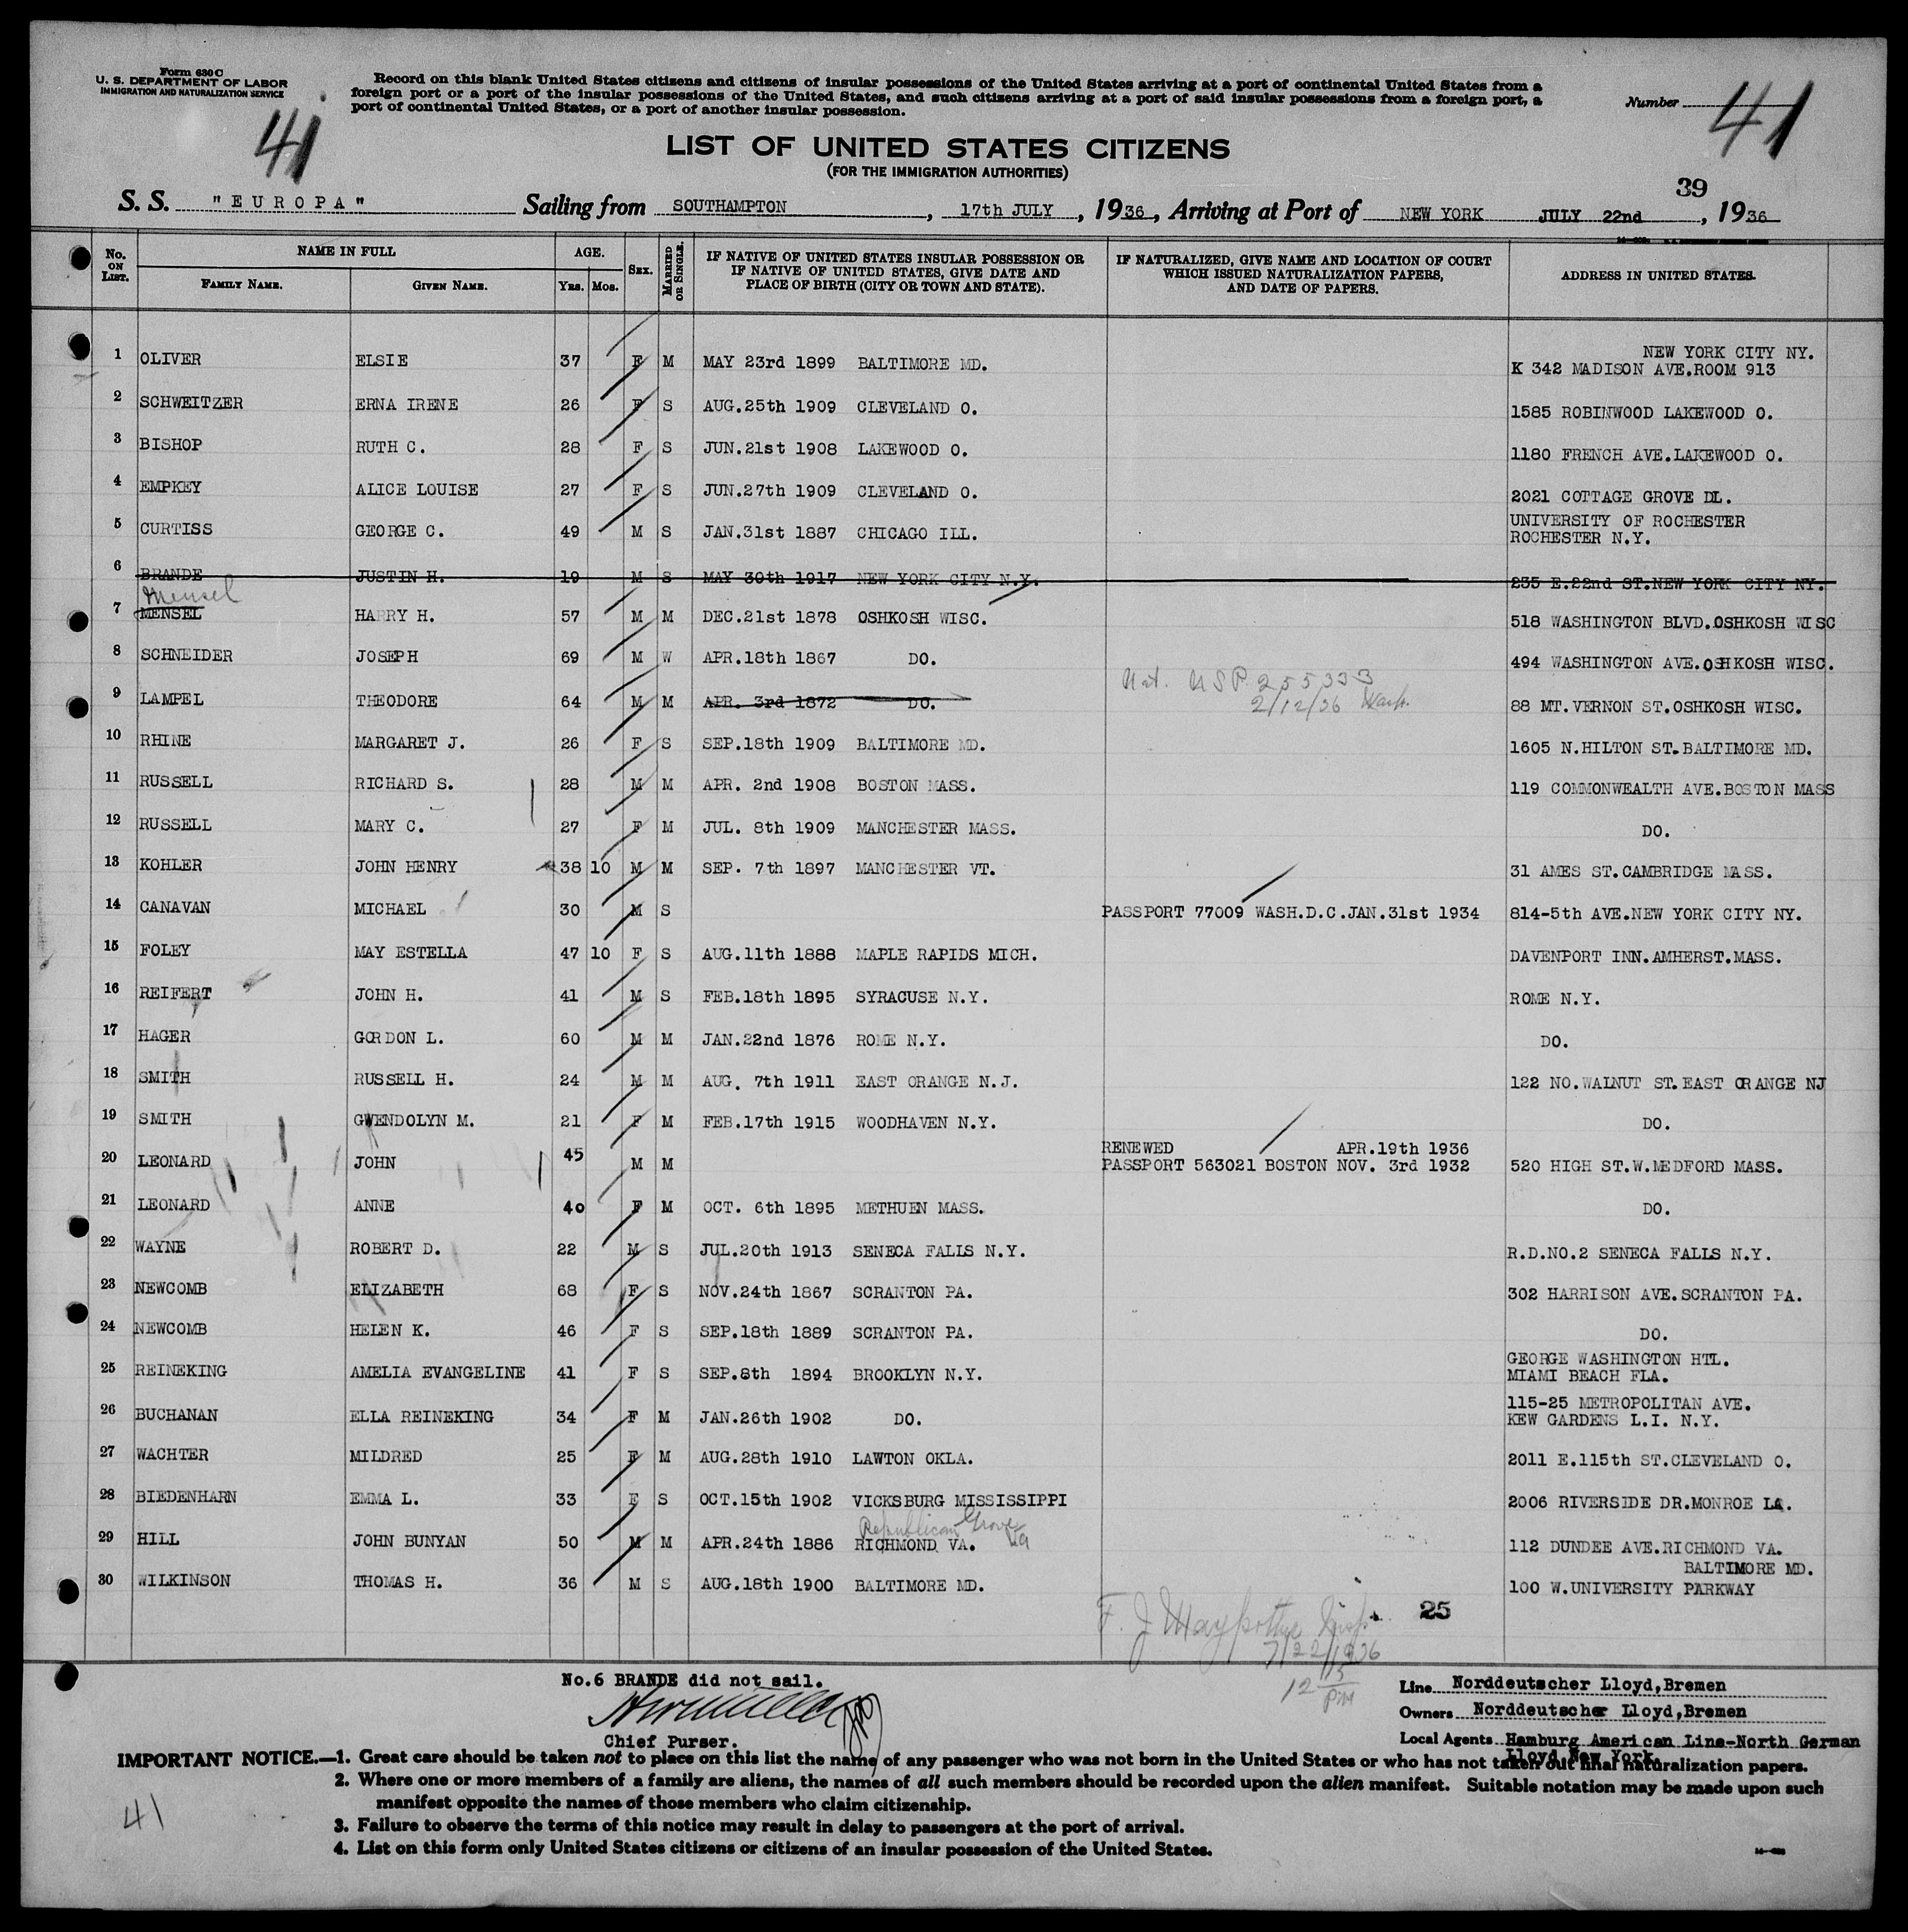 Form 630 C
U. S. DEPARTMENT OF LABOR
IMMIGRATION AND NATURALIZATION SERVICE
Record on this blank United States citizens and citizens of insular possessions of the United States arriving at a port of continental United States from a
foreign port or a port of the insular possessions of the United States, and such citizens arriving at a port of said insular possessions from a foreign port, a
port of continental United States, or a port of another insular possession.
Number 41
41
LIST OF UNITED STATES CITIZENS
(FOR THE IMMIGRATION AUTHORITIES)
39
S. S. "EUROPA" Sailing from SOUTHAMPTON, 17th JULY, 1936, Arriving at Port of NEW YORK JULY 22nd, 1936
No. ON LIST. NAME IN FULL FAMILY NAME. GIVEN NAME. AGE. YRS. MOS. SEX. MARRIED OR SINGLE. IF NATIVE OF UNITED STATES INSULAR POSSESSION OR IF NATIVE OF UNITED STATES, GIVE DATE AND PLACE OF BIRTH (CITY OR TOWN AND STATE). IF NATURALIZED, GIVE NAME AND LOCATION OF COURT WHICH ISSUED NATURALIZATION PAPERS, AND DATE OF PAPERS. ADDRESS IN UNITED STATES.
NEW YORK CITY NY.
1 OLIVER ELSIE 37 F M MAY 23rd 1899 BALTIMORE MD. K 342 MADISON AVE.ROOM 913
2 SCHWEITZER ERNA IRENE 26 F S AUG.25th 1909 CLEVELAND O. 1585 ROBINWOOD LAKEWOOD O.
3 BISHOP RUTH C. 28 F S JUN.21st 1908 LAKEWOOD O. 1180 FRENCH AVE.LAKEWOOD O.
4 EMPKEY ALICE LOUISE 27 F S JUN.27th 1909 CLEVELAND O. 2021 COTTAGE GROVE DL.
5 CURTISS GEORGE C. 49 M S JAN.31st 1887 CHICAGO ILL. UNIVERSITY OF ROCHESTER
ROCHESTER N.Y.
6 BRANDE JUSTIN H. 19 M S MAY 30th 1917 NEW YORK CITY N.Y. 235 E.22nd ST.NEW YORK CITY NY.
Mensel
7 MENSEL HARRY H. 57 M M DEC.21st 1878 OSHKOSH WISC. 518 WASHINGTON BLVD.OSHKOSH WISC
8 SCHNEIDER JOSEPH 69 M W APR.18th 1867 DO. 494 WASHINGTON AVE.OSHKOSH WISC.
Nat. USP 255333
9 LAMPEL THEODORE 64 M M APR. 3rd 1872 DO. 2/12/36 Wash. 88 MT.VERNON ST.OSHKOSH WISC.
10 RHINE MARGARET J. 26 F S SEP.18th 1909 BALTIMORE MD. 1605 N.HILTON ST.BALTIMORE MD.
11 RUSSELL RICHARD S. 28 M M APR. 2nd 1908 BOSTON MASS. 119 COMMONWEALTH AVE.BOSTON MASS
12 RUSSELL MARY C. 27 F M JUL. 8th 1909 MANCHESTER MASS. DO.
13 KOHLER JOHN HENRY 38 10 M M SEP. 7th 1897 MANCHESTER VT. 31 AMES ST.CAMBRIDGE MASS.
14 CANAVAN MICHAEL 30 M S PASSPORT 77009 WASH.D.C.JAN.31st 1934 814-5th AVE.NEW YORK CITY NY.
15 FOLEY MAY ESTELLA 47 10 F S AUG.11th 1888 MAPLE RAPIDS MICH. DAVENPORT INN.AMHERST.MASS.
16 REIFERT JOHN H. 41 M S FEB.18th 1895 SYRACUSE N.Y. ROME N.Y.
17 HAGER GORDON L. 60 M M JAN.22nd 1876 ROME N.Y. DO.
18 SMITH RUSSELL H. 24 M M AUG. 7th 1911 EAST ORANGE N.J. 122 NO.WALNUT ST.EAST ORANGE NJ
19 SMITH GWENDOLYN M. 21 F M FEB.17th 1915 WOODHAVEN N.Y. DO.
RENEWED APR.19th 1936
20 LEONARD JOHN 45 M M PASSPORT 563021 BOSTON NOV. 3rd 1932 520 HIGH ST.W.MEDFORD MASS.
21 LEONARD ANNE 40 F M OCT. 6th 1895 METHUEN MASS. DO.
22 WAYNE ROBERT D. 22 M S JUL.20th 1913 SENECA FALLS N.Y. R.D.NO.2 SENECA FALLS N.Y.
23 NEWCOMB ELIZABETH 68 F S NOV.24th 1867 SCRANTON PA. 302 HARRISON AVE.SCRANTON PA.
24 NEWCOMB HELEN K. 46 F S SEP.18th 1889 SCRANTON PA. DO.
25 REINEKING AMELIA EVANGELINE 41 F S SEP.8th 1894 BROOKLYN N.Y. GEORGE WASHINGTON HTL.
MIAMI BEACH FLA.
26 BUCHANAN ELLA REINEKING 34 F M JAN.26th 1902 DO. 115-25 METROPOLITAN AVE.
KEW GARDENS L.I. N.Y.
27 WACHTER MILDRED 25 F M AUG.28th 1910 LAWTON OKLA. 2011 E.115th ST.CLEVELAND O.
28 BIEDENHARN EMMA L. 33 F S OCT.15th 1902 VICKSBURG MISSISSIPPI 2006 RIVERSIDE DR.MONROE LA.
Republican Grove Va
29 HILL JOHN BUNYAN 50 M M APR.24th 1886 RICHMOND VA. 112 DUNDEE AVE.RICHMOND VA.
BALTIMORE MD.
30 WILKINSON THOMAS H. 36 M S AUG.18th 1900 BALTIMORE MD. 100 W.UNIVERSITY PARKWAY
F. J. Insp. 25
7/22/1936
12 15 PM
No.6 BRANDE did not sail.
Chief Purser.
Line Norddeutscher Lloyd,Bremen
Owners Norddeutscher Lloyd,Bremen
Local Agents Hamburg American Line-North German
Lloyd New York.
IMPORTANT NOTICE.—1. Great care should be taken not to place on this list the name of any passenger who was not born in the United States or who has not taken out final naturalization papers.
2. Where one or more members of a family are aliens, the names of all such members should be recorded upon the alien manifest. Suitable notation may be made upon such
manifest opposite the names of those members who claim citizenship.
3. Failure to observe the terms of this notice may result in delay to passengers at the port of arrival.
4. List on this form only United States citizens or citizens of an insular possession of the United States.
41